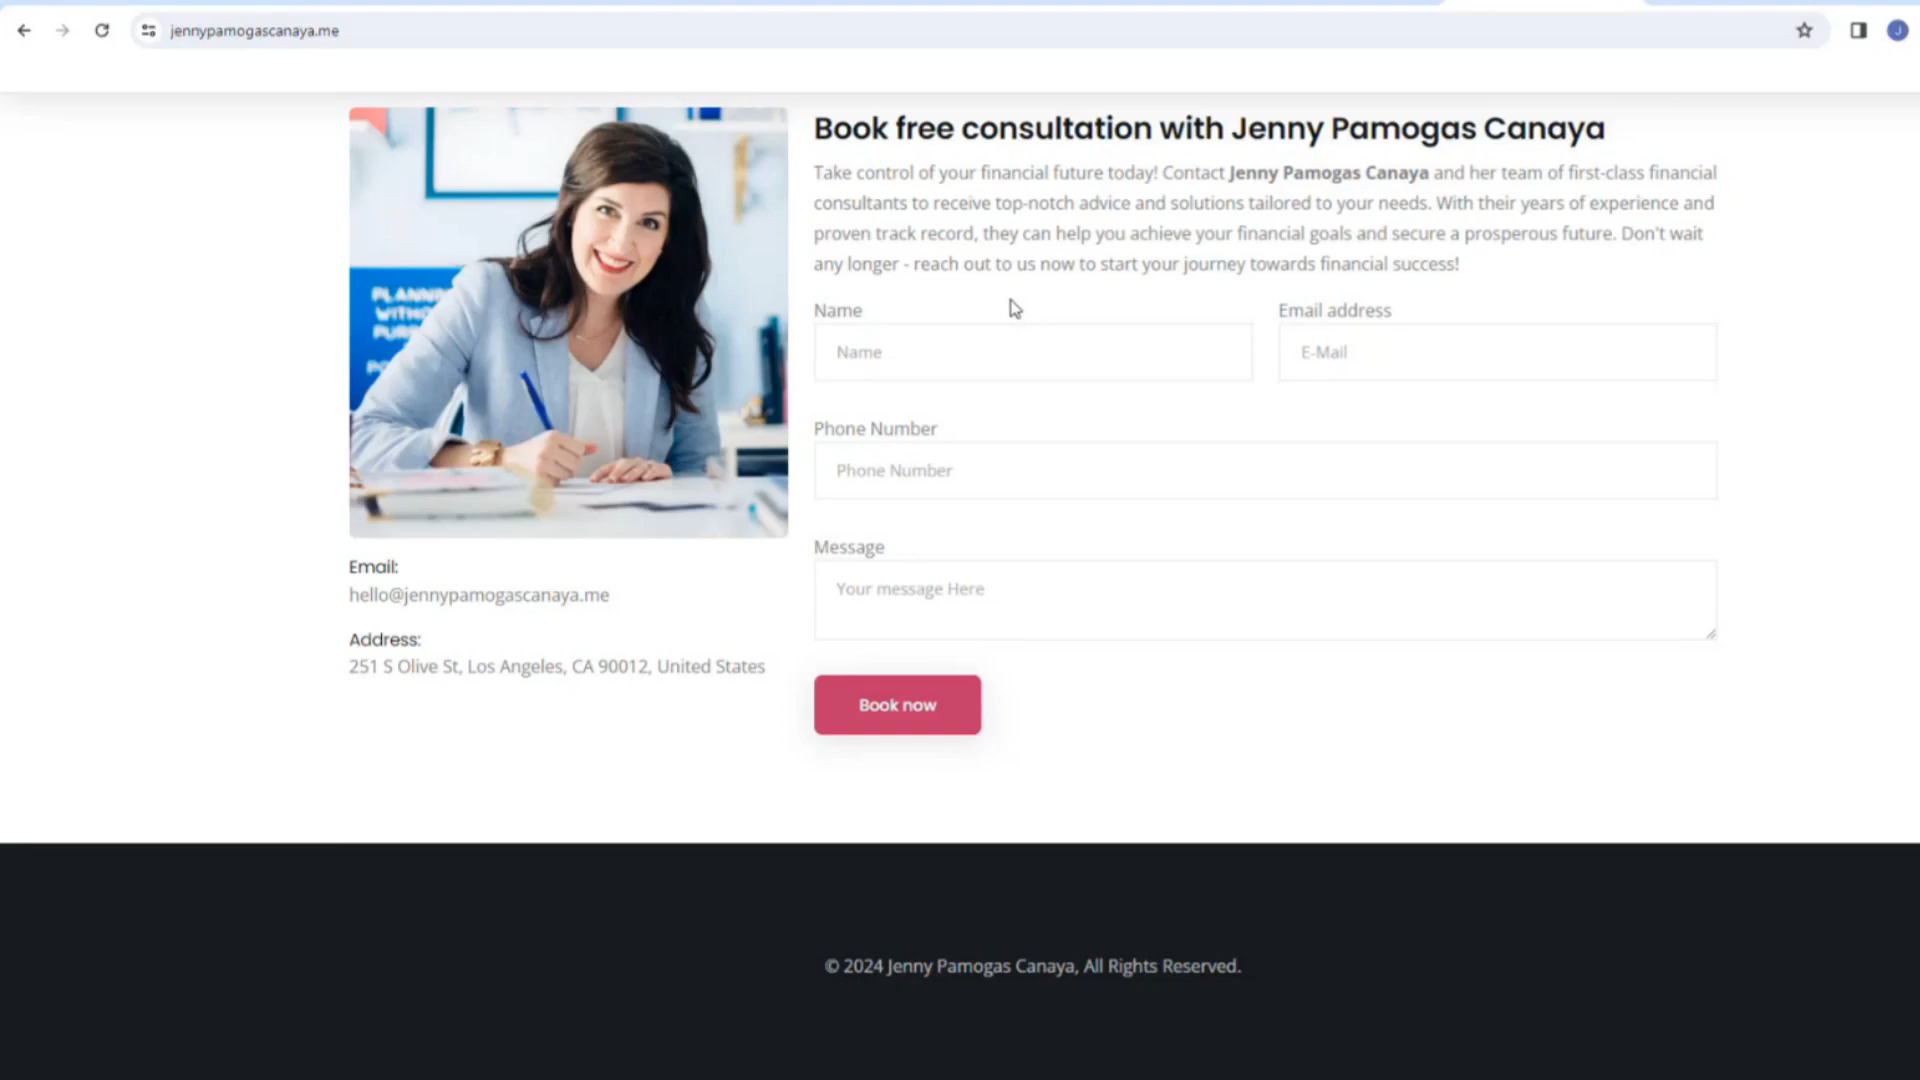 jennypamogascanaya.me
J
PLANNING
WITHO
PURP
Book free consultation with Jenny Pamogas Canaya
Take control of your financial future today! Contact Jenny Pamogas Canaya and her team of first-class financial
consultants to receive top-notch advice and solutions tailored to your needs. With their years of experience and
proven track record, they can help you achieve your financial goals and secure a prosperous future. Don't wait
any longer - reach out to us now to start your journey towards financial success!
Name
Email address
Name
E-Mail
Phone Number
Phone Number
Message
Your message Here
Book now
Email:
hello@jennypamogascanaya.me
Address:
251 S Olive St, Los Angeles, CA 90012, United States
© 2024 Jenny Pamogas Canaya, All Rights Reserved.